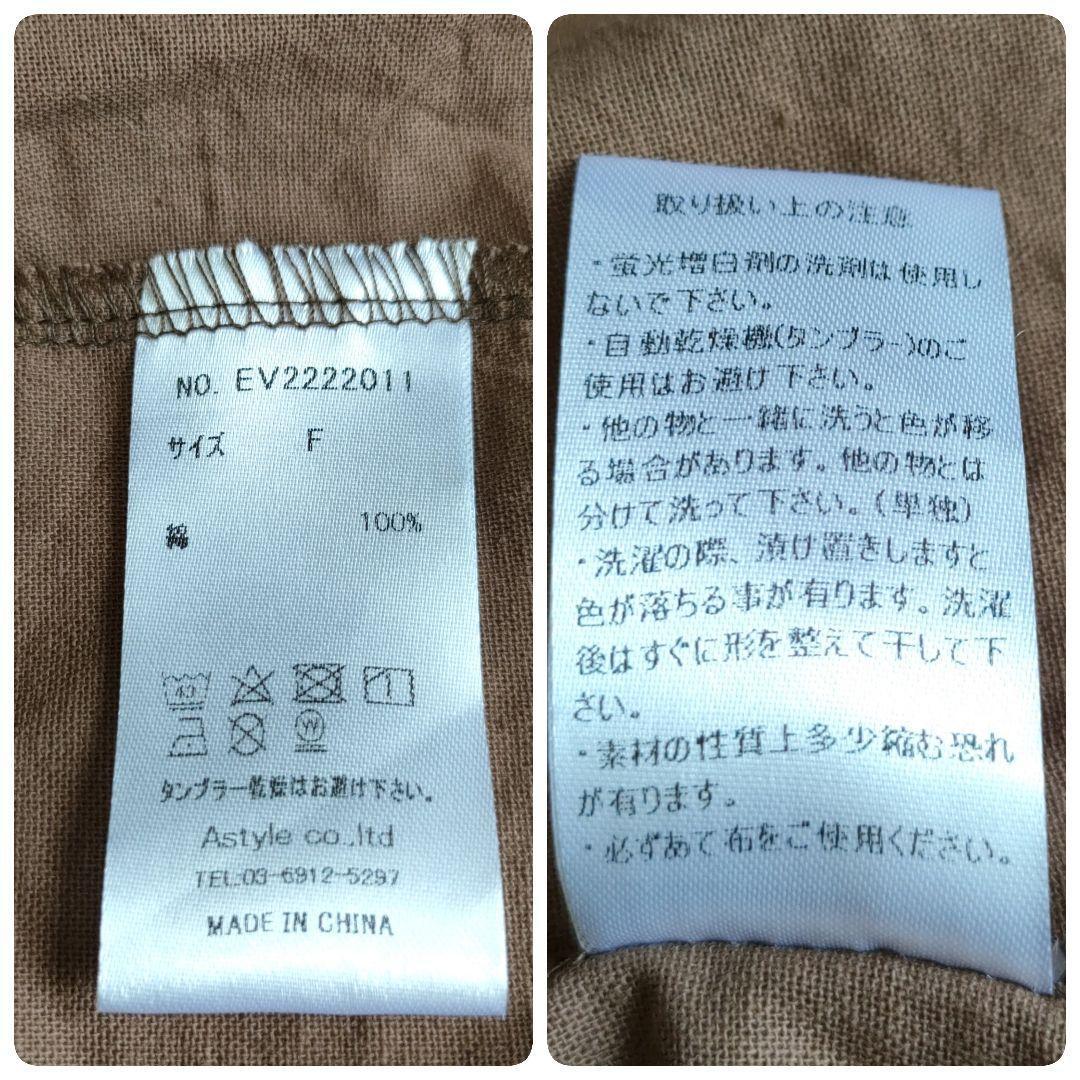 NO. EV2222011
サイズ F
綿 100%
タンブラー乾燥はお避け下さい。
Astyle co.,ltd
TEL:03-6912-5297
MADE IN CHINA
取り扱い上の注意
・蛍光増白剤の洗剤は使用し
ないで下さい。
・自動乾燥機(タンブラー)のご
使用はお避け下さい。
・他の物と一緒に洗うと色が移
る場合があります。他の物とは
分けて洗って下さい。(単独)
・洗濯の際、漬け置きしますと
色が落ちる事が有ります。洗濯
後はすぐに形を整えて干して下
さい。
・素材の性質上多少縮む恐れ
が有ります。
・必ずあて布をご使用ください。